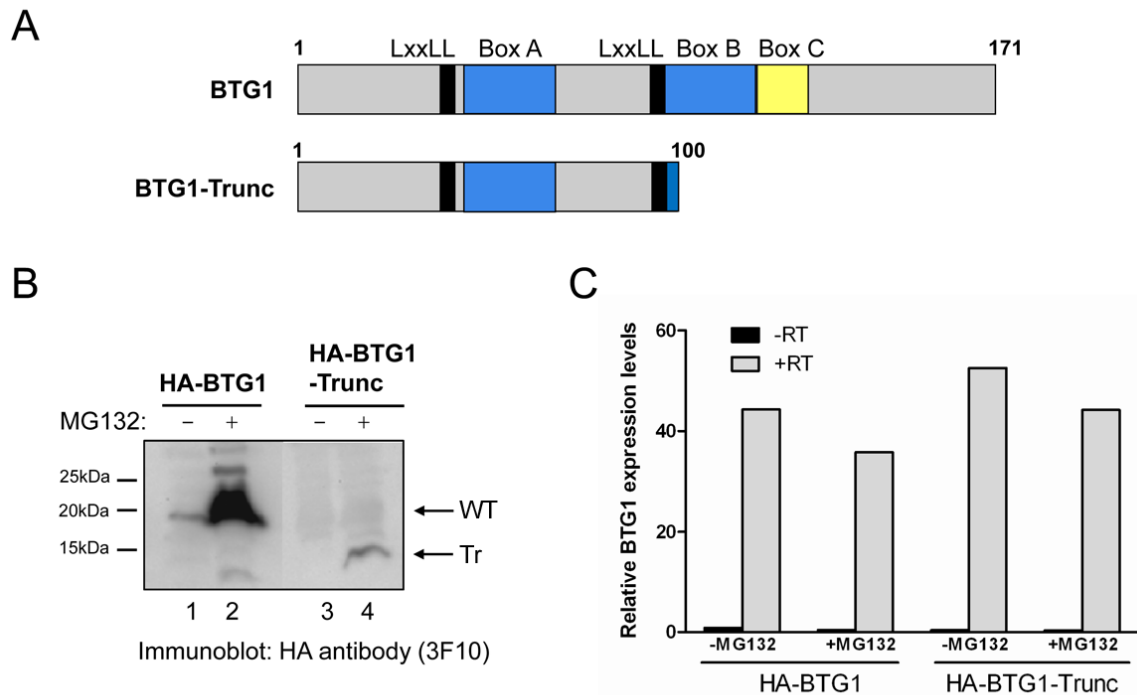 A
1 LxxLL Box A LxxLL Box B Box C 171
BTG1
1 100
BTG1-Trunc
B
HA-BTG1
HA-BTG1
-Trunc
MG132: – + – +
25kDa
20kDa
WT
15kDa
Tr
1 2 3 4
Immunoblot: HA antibody (3F10)
C
Relative BTG1 expression levels
60
40
20
0
-RT
+RT
-MG132 +MG132 -MG132 +MG132
HA-BTG1 HA-BTG1-Trunc